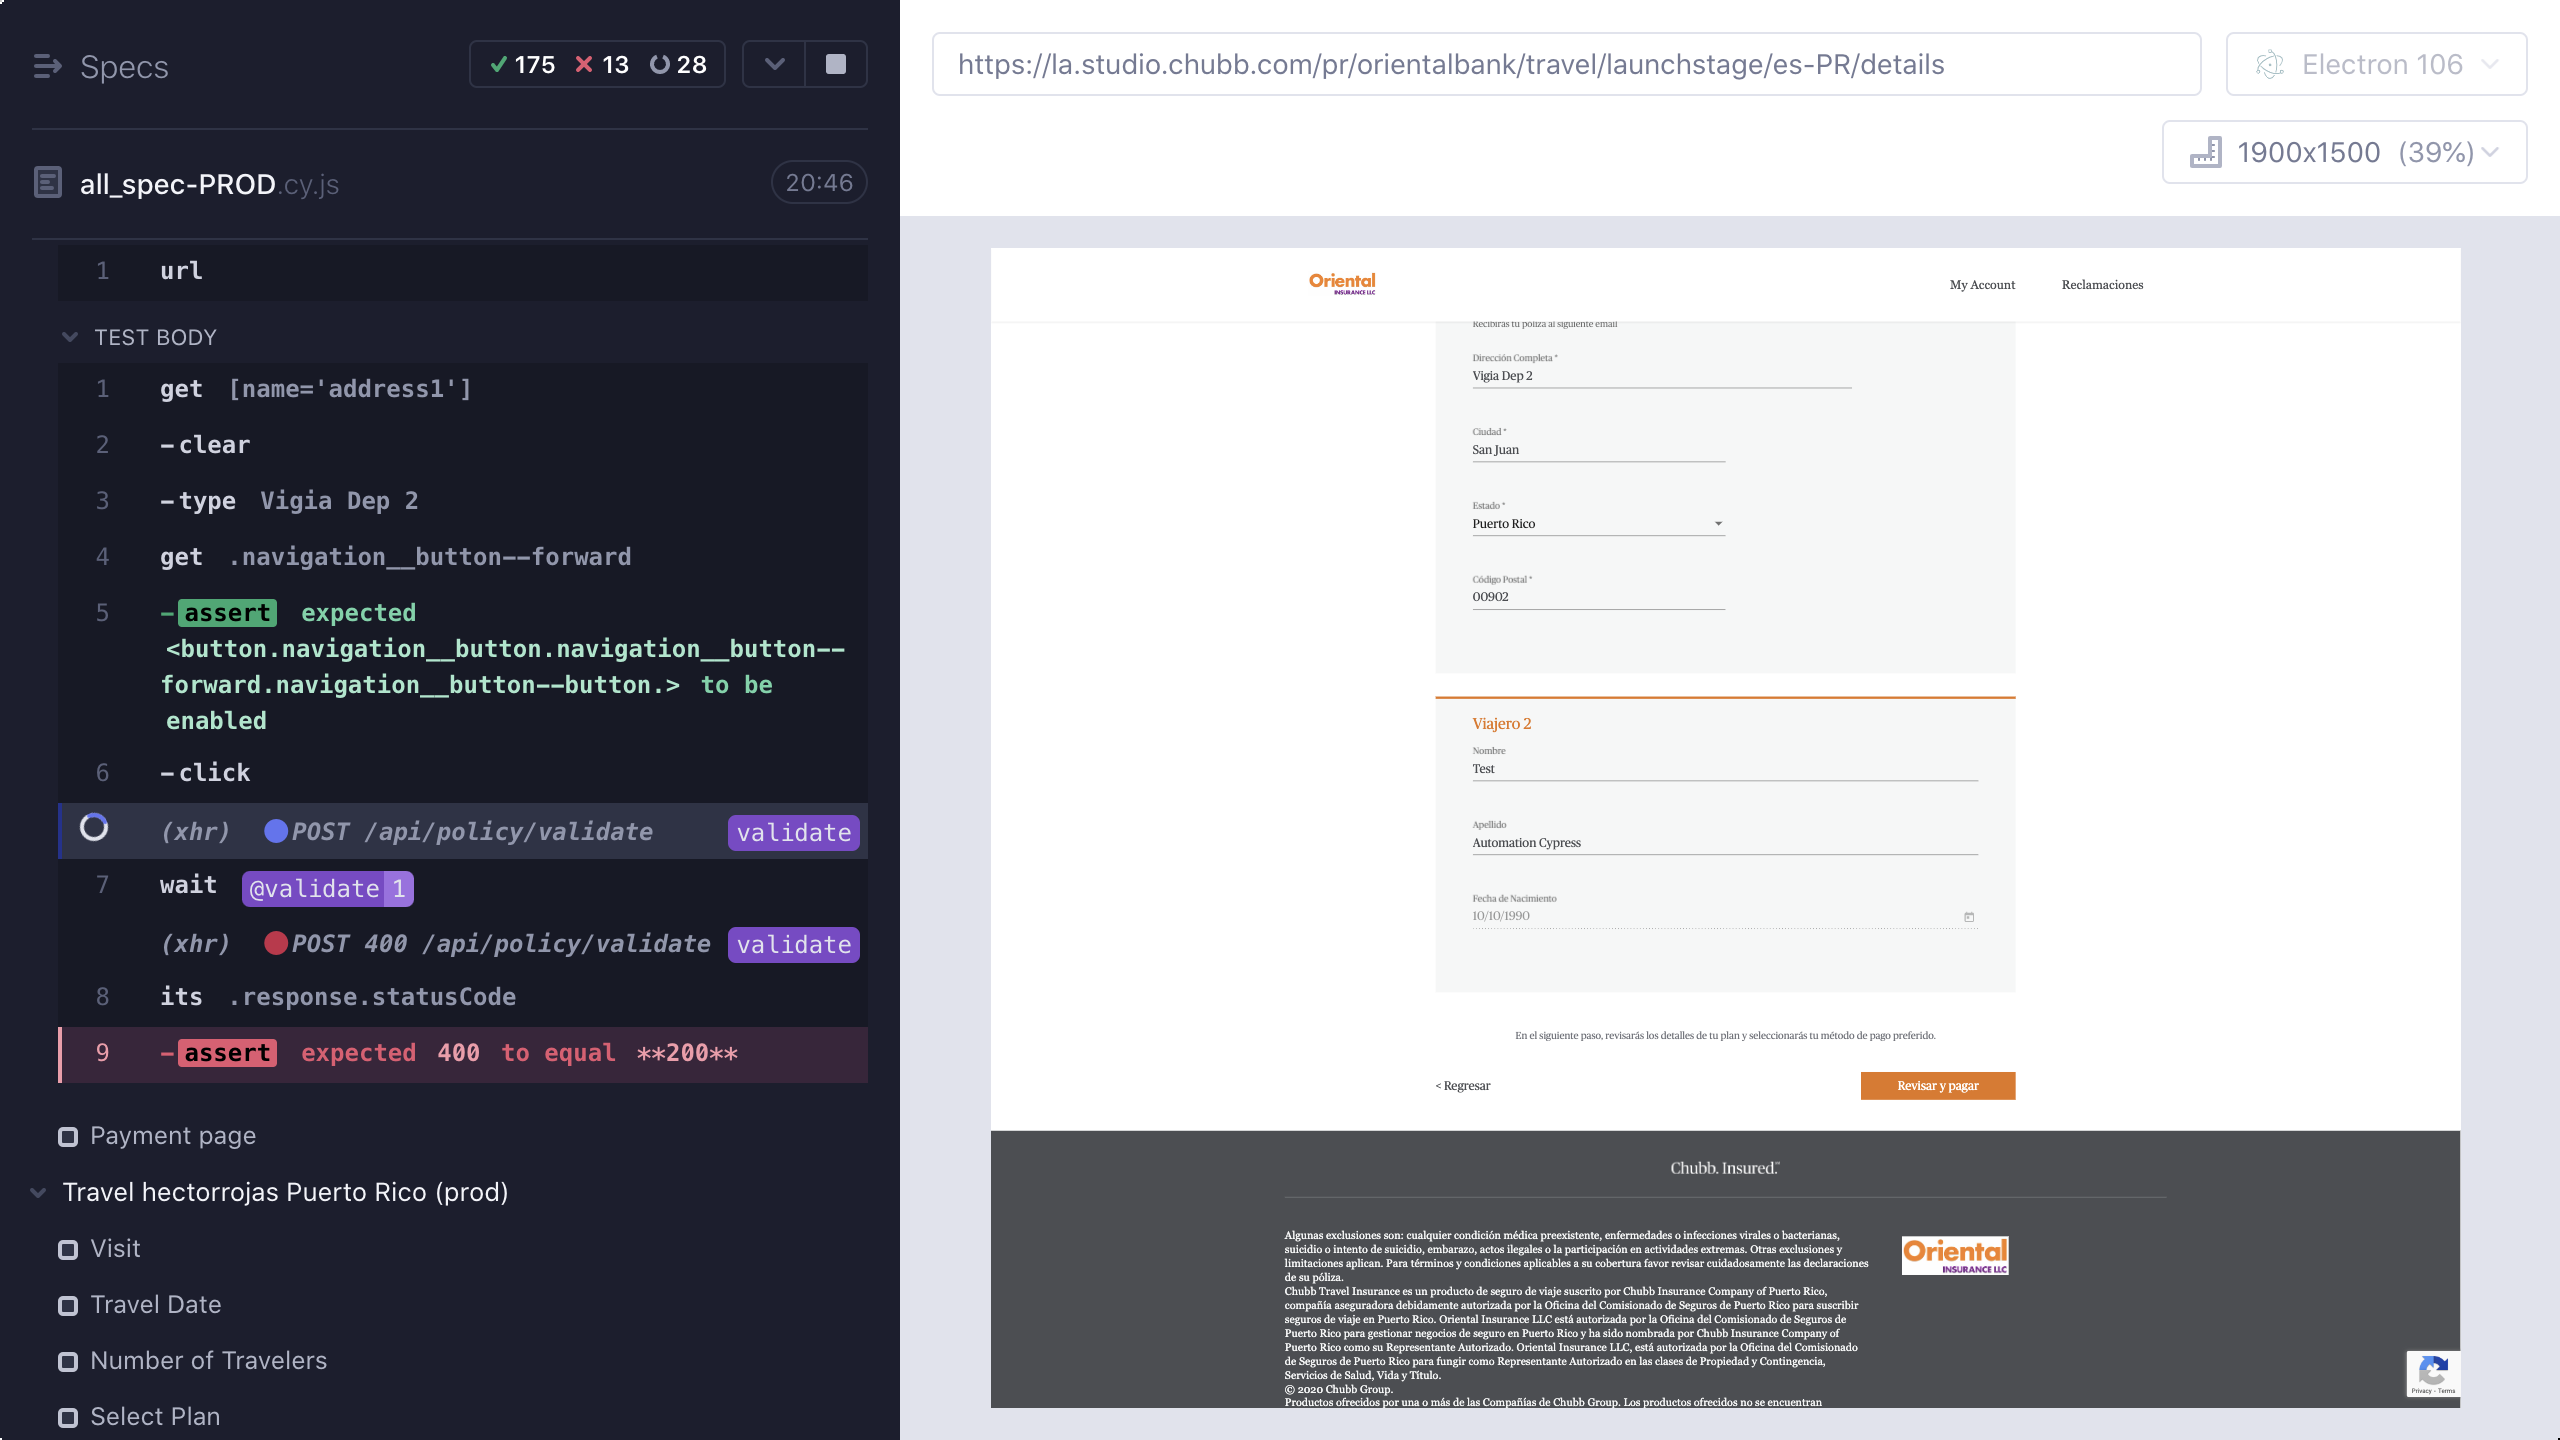 Specs
175 13 28
all_spec-PROD.cy.js 20:46
1 url
TEST BODY
1 get [name='address1']
2 -clear
3 -type Vigia Dep 2
4 get .navigation__button--forward
5 -assert expected
<button.navigation__button.navigation__button--
forward.navigation__button--button.> to be
enabled
6 -click
(xhr) POST /api/policy/validate validate
7 wait @validate 1
(xhr) POST 400 /api/policy/validate validate
8 its .response.statusCode
9 -assert expected 400 to equal **200**
Payment page
Travel hectorrojas Puerto Rico (prod)
Visit
Travel Date
Number of Travelers
Select Plan
https://la.studio.chubb.com/pr/orientalbank/travel/launchstage/es-PR/details
Electron 106
1900x1500 (39%)
Oriental
INSURANCE LLC
My Account Reclamaciones
Recibirás tu póliza al siguiente email
Dirección Completa *
Vigia Dep 2
Ciudad *
San Juan
Estado *
Puerto Rico
Código Postal *
00902
Viajero 2
Nombre
Test
Apellido
Automation Cypress
Fecha de Nacimiento
10/10/1990
En el siguiente paso, revisarás los detalles de tu plan y seleccionarás tu método de pago preferido.
< Regresar Revisar y pagar
Chubb. Insured.℠
Algunas exclusiones son: cualquier condición médica preexistente, enfermedades o infecciones virales o bacterianas,
suicidio o intento de suicidio, embarazo, actos ilegales o la participación en actividades extremas. Otras exclusiones y
limitaciones aplican. Para términos y condiciones aplicables a su cobertura favor revisar cuidadosamente las declaraciones
de su póliza.
Chubb Travel Insurance es un producto de seguro de viaje suscrito por Chubb Insurance Company of Puerto Rico,
compañía aseguradora debidamente autorizada por la Oficina del Comisionado de Seguros de Puerto Rico para suscribir
seguros de viaje en Puerto Rico. Oriental Insurance LLC está autorizada por la Oficina del Comisionado de Seguros de
Puerto Rico para gestionar negocios de seguro en Puerto Rico y ha sido nombrada por Chubb Insurance Company of
Puerto Rico como su Representante Autorizado. Oriental Insurance LLC, está autorizada por la Oficina del Comisionado
de Seguros de Puerto Rico para fungir como Representante Autorizado en las clases de Propiedad y Contingencia,
Servicios de Salud, Vida y Título.
© 2020 Chubb Group.
Productos ofrecidos por una o más de las Compañías de Chubb Group. Los productos ofrecidos no se encuentran
Oriental
INSURANCE LLC
Privacy - Terms